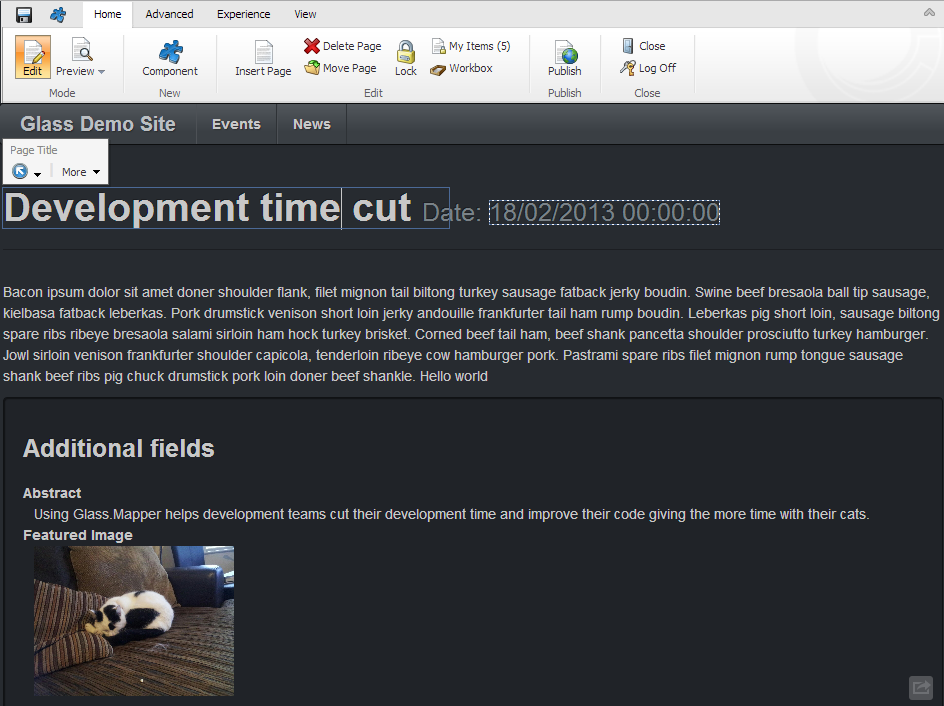 Home Advanced Experience View
Edit Preview Component Insert Page Delete Page Move Page Lock My Items (5) Workbox Publish Close Log Off
Mode New Edit Publish Close
Glass Demo Site Events News
Page Title
More
Development time cut Date: 18/02/2013 00:00:00
Bacon ipsum dolor sit amet doner shoulder flank, filet mignon tail biltong turkey sausage fatback jerky boudin. Swine beef bresaola ball tip sausage,
kielbasa fatback leberkas. Pork drumstick venison short loin jerky andouille frankfurter tail ham rump boudin. Leberkas pig short loin, sausage biltong
spare ribs ribeye bresaola salami sirloin ham hock turkey brisket. Corned beef tail ham, beef shank pancetta shoulder prosciutto turkey hamburger.
Jowl sirloin venison frankfurter shoulder capicola, tenderloin ribeye cow hamburger pork. Pastrami spare ribs filet mignon rump tongue sausage
shank beef ribs pig chuck drumstick pork loin doner beef shankle. Hello world
Additional fields
Abstract
Using Glass.Mapper helps development teams cut their development time and improve their code giving the more time with their cats.
Featured Image